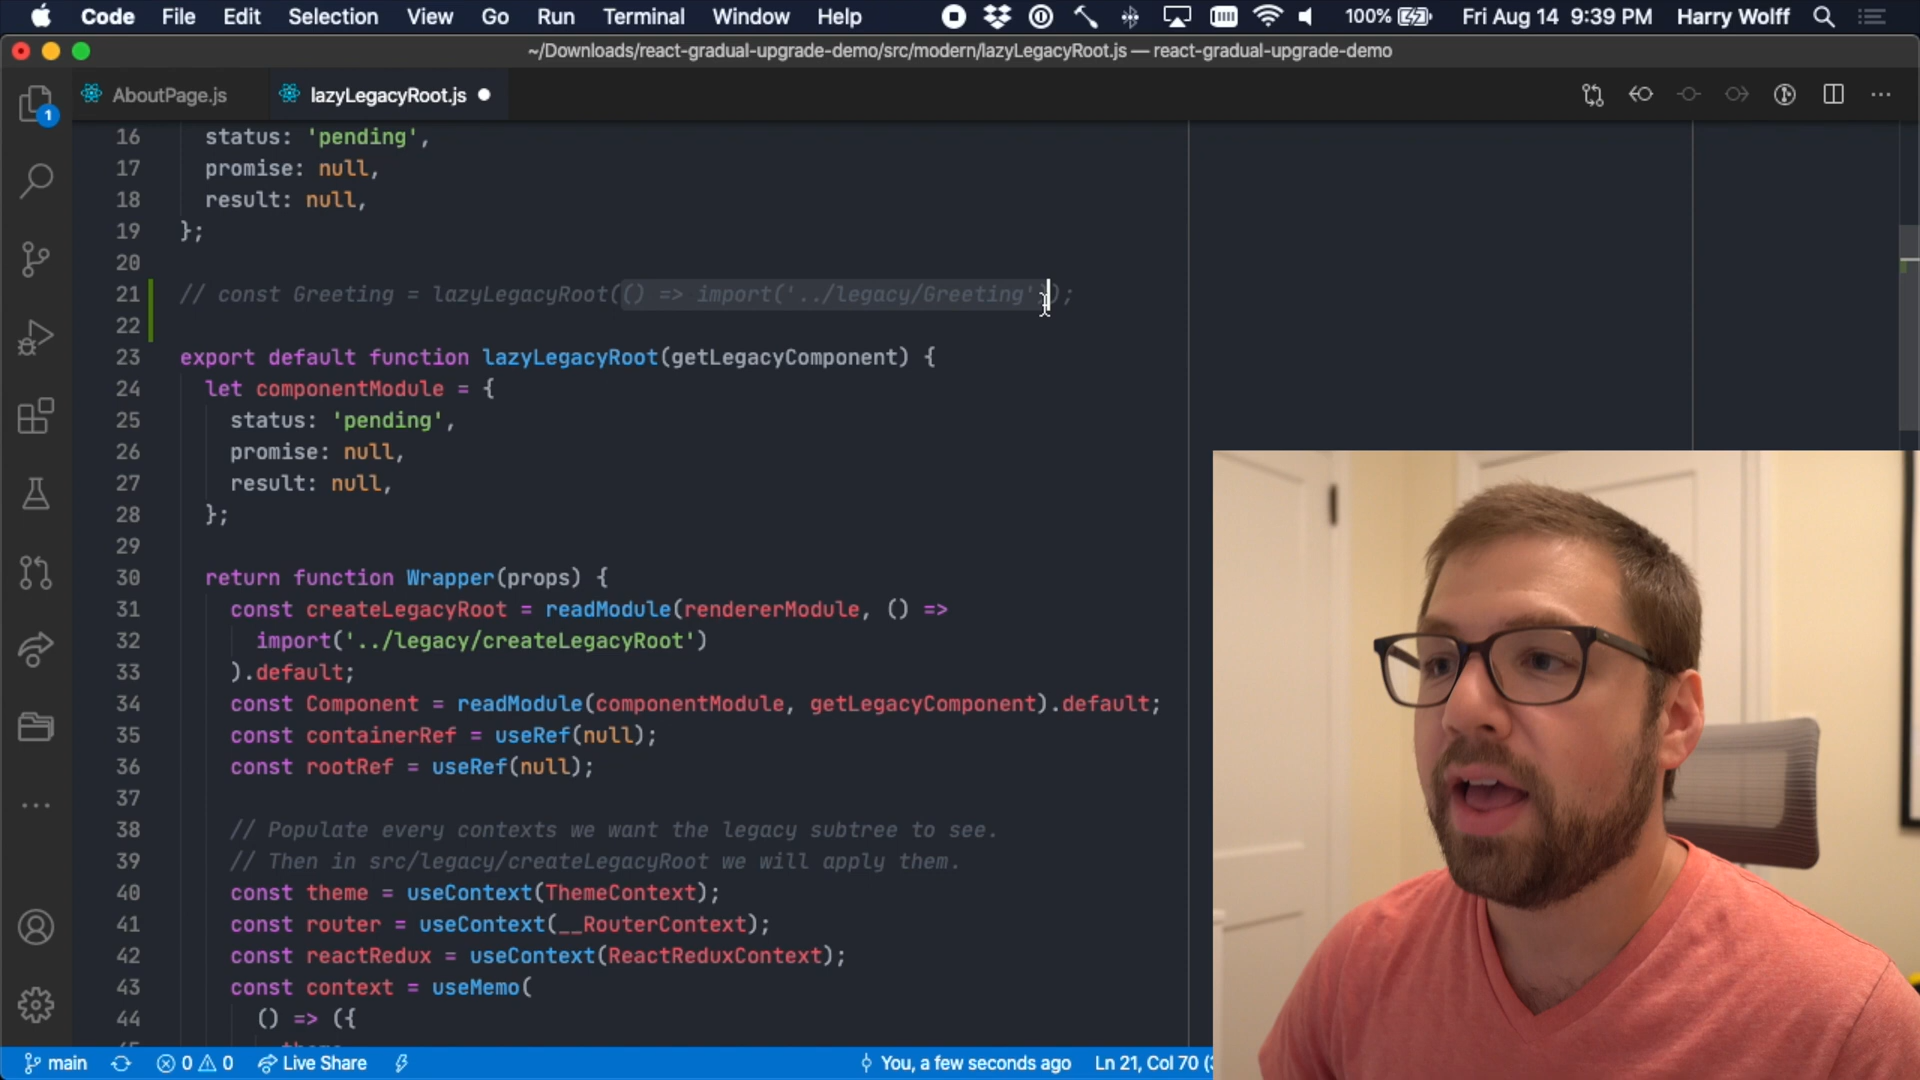 Code File Edit Selection View Go Run Terminal Window Help 100% Fri Aug 14 9:39 PM Harry Wolff
~/Downloads/react-gradual-upgrade-demo/src/modern/lazyLegacyRoot.js — react-gradual-upgrade-demo
AboutPage.js lazyLegacyRoot.js
1
16 status: 'pending',
17 promise: null,
18 result: null,
19 };
20
21 // const Greeting = lazyLegacyRoot(() => import('../legacy/Greeting'));
22
23 export default function lazyLegacyRoot(getLegacyComponent) {
24 let componentModule = {
25 status: 'pending',
26 promise: null,
27 result: null,
28 };
29
30 return function Wrapper(props) {
31 const createLegacyRoot = readModule(rendererModule, () =>
32 import('../legacy/createLegacyRoot')
33 ).default;
34 const Component = readModule(componentModule, getLegacyComponent).default;
35 const containerRef = useRef(null);
36 const rootRef = useRef(null);
37
38 // Populate every contexts we want the legacy subtree to see.
39 // Then in src/legacy/createLegacyRoot we will apply them.
40 const theme = useContext(ThemeContext);
41 const router = useContext(__RouterContext);
42 const reactRedux = useContext(ReactReduxContext);
43 const context = useMemo(
44 () => ({
main 0 0 Live Share You, a few seconds ago Ln 21, Col 70